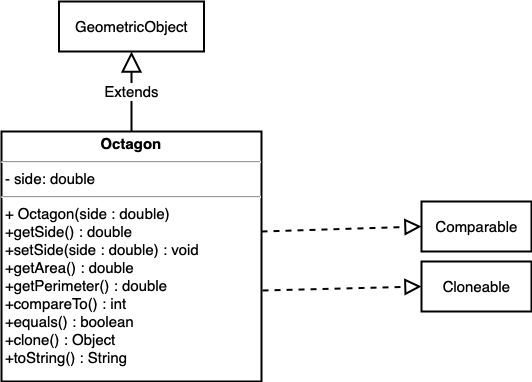 GeometricObject
Extends
Octagon
- side: double
+ Octagon(side : double)
+getSide() : double
+setSide(side : double) : void
+getArea() : double
+getPerimeter() : double
+compareTo() : int
+equals() : boolean
+clone() : Object
+toString() : String
Comparable
Cloneable